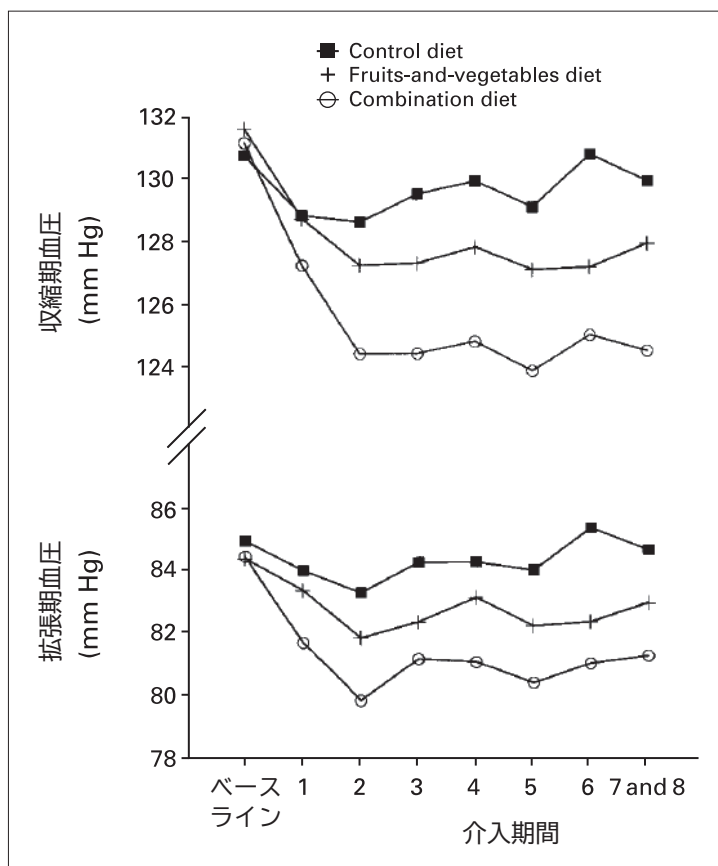 ■ Control diet
+ Fruits-and-vegetables diet
○ Combination diet
132
130
128
126
124
収縮期血圧
(mm Hg)
86
84
82
80
78
拡張期血圧
(mm Hg)
ベース
ライン
1 2 3 4 5 6 7 and 8
介入期間